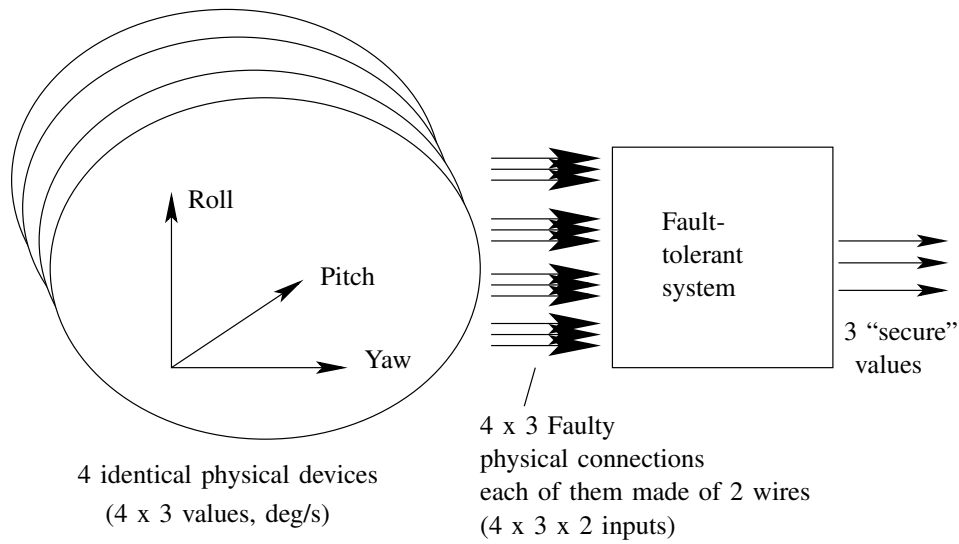 Roll
Pitch
Yaw
4 identical physical devices
(4 x 3 values, deg/s)
4 x 3 Faulty
physical connections
each of them made of 2 wires
(4 x 3 x 2 inputs)
Fault-
tolerant
system
3 “secure”
values